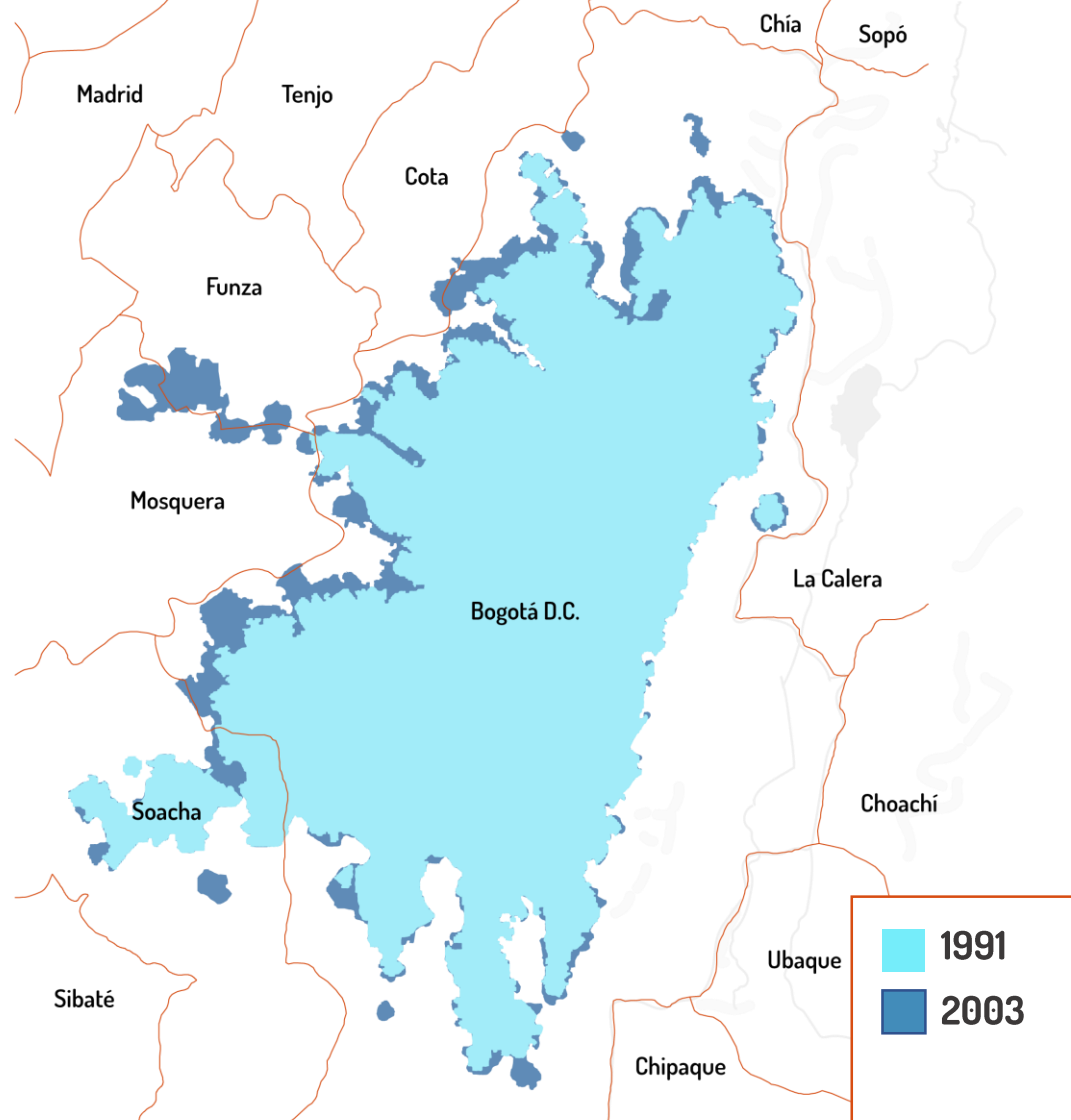 Chía
Sopó
Madrid
Tenjo
Cota
Funza
Mosquera
La Calera
Bogotá D.C.
Choachí
Soacha
Ubaque
Sibaté
Chipaque
1991
2003